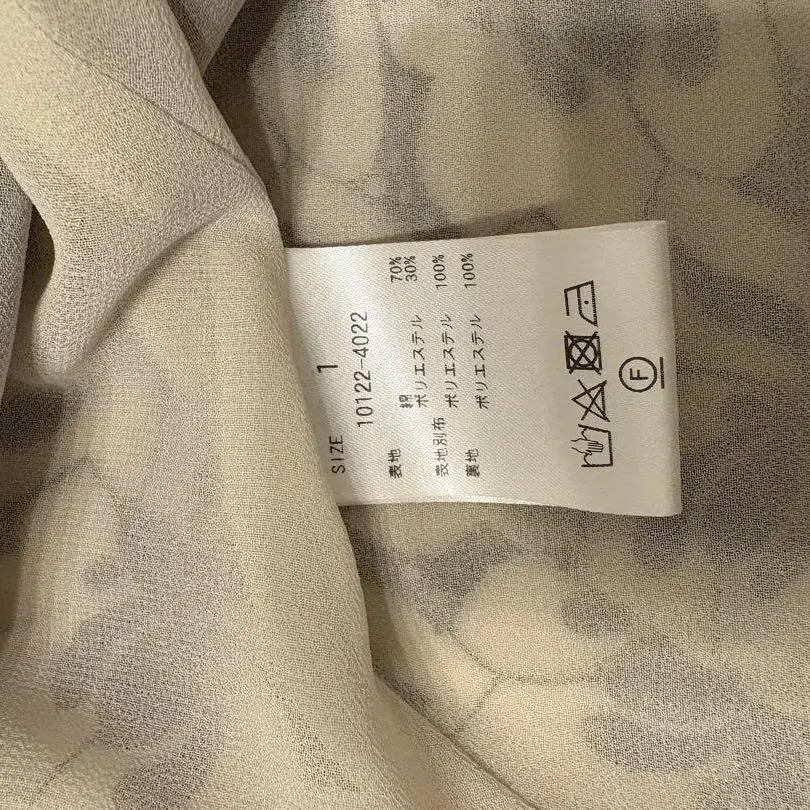 SIZE 1
10122-4022
表地 綿 70%
ポリエステル 30%
表地別布 ポリエステル 100%
裏地 ポリエステル 100%
F